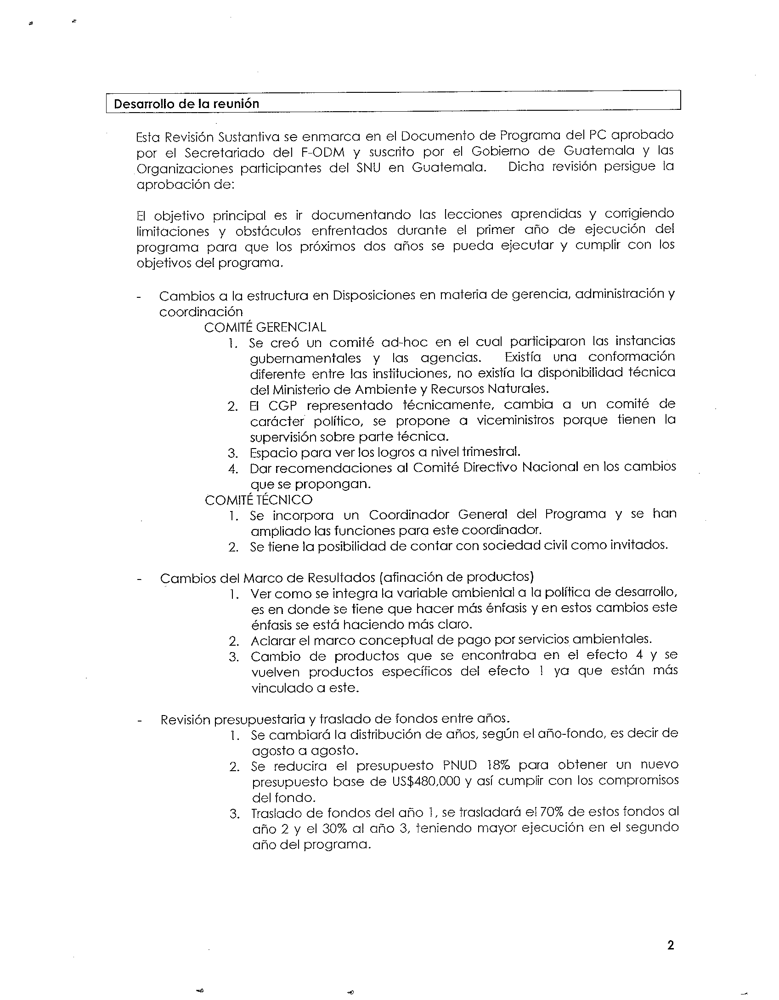 Desarrollo de la reunión
Esta Revisión Sustantiva se enmarca en el Documento de Programa del PC aprobado
por el Secretariado del F-ODM y suscrito por el Gobierno de Guatemala y las
Organizaciones participantes del SNU en Guatemala. Dicha revisión persigue la
aprobación de:
El objetivo principal es ir documentando las lecciones aprendidas y corrigiendo
limitaciones y obstáculos enfrentados durante el primer año de ejecución del
programa para que los próximos dos años se pueda ejecutar y cumplir con los
objetivos del programa.
- Cambios a la estructura en Disposiciones en materia de gerencia, administración y
coordinación
COMITÉ GERENCIAL
1. Se creó un comité ad-hoc en el cual participaron las instancias
gubernamentales y las agencias. Existía una conformación
diferente entre las instituciones, no existía la disponibilidad técnica
del Ministerio de Ambiente y Recursos Naturales.
2. El CGP representado técnicamente, cambia a un comité de
carácter político, se propone a viceministros porque tienen la
supervisión sobre parte técnica.
3. Espacio para ver los logros a nivel trimestral.
4. Dar recomendaciones al Comité Directivo Nacional en los cambios
que se propongan.
COMITÉ TÉCNICO
1. Se incorpora un Coordinador General del Programa y se han
ampliado las funciones para este coordinador.
2. Se tiene la posibilidad de contar con sociedad civil como invitados.
- Cambios del Marco de Resultados (afinación de productos)
1. Ver como se integra la variable ambiental a la política de desarrollo,
es en donde se tiene que hacer más énfasis y en estos cambios este
énfasis se está haciendo más claro.
2. Aclarar el marco conceptual de pago por servicios ambientales.
3. Cambio de productos que se encontraba en el efecto 4 y se
vuelven productos específicos del efecto 1 ya que están más
vinculado a este.
- Revisión presupuestaria y traslado de fondos entre años.
1. Se cambiará la distribución de años, según el año-fondo, es decir de
agosto a agosto.
2. Se reducira el presupuesto PNUD 18% para obtener un nuevo
presupuesto base de US$480,000 y así cumplir con los compromisos
del fondo.
3. Traslado de fondos del año 1, se trasladará el 70% de estos fondos al
año 2 y el 30% al año 3, teniendo mayor ejecución en el segundo
año del programa.
2